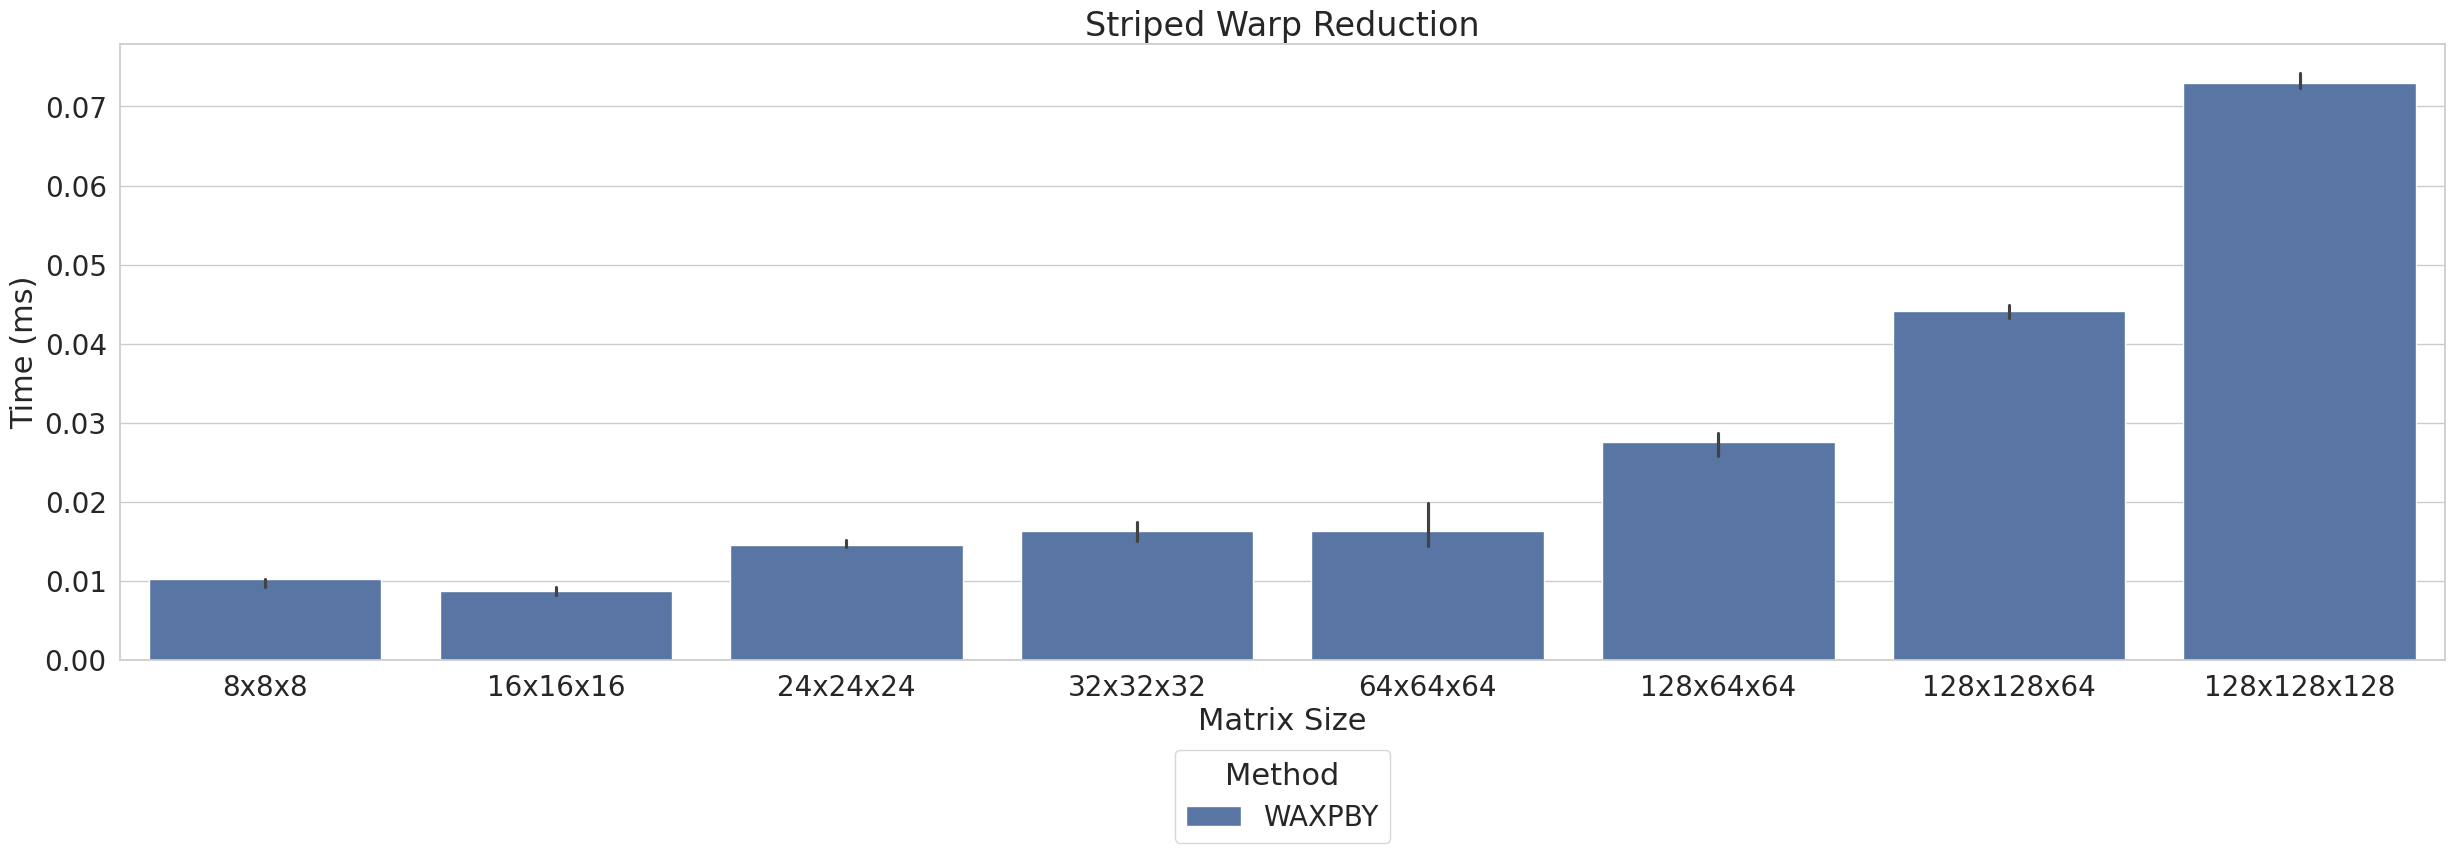 Striped Warp Reduction
Time (ms)
0.07
0.06
0.05
0.04
0.03
0.02
0.01
0.00
8x8x8 16x16x16 24x24x24 32x32x32 64x64x64 128x64x64 128x128x64 128x128x128
Matrix Size
Method
WAXPBY